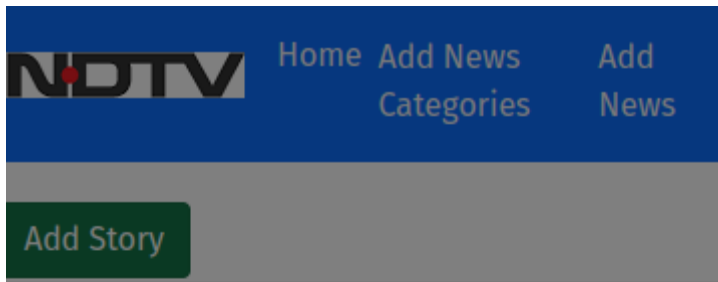 NDTV
Home
Add News
Categories
Add
News
Add Story